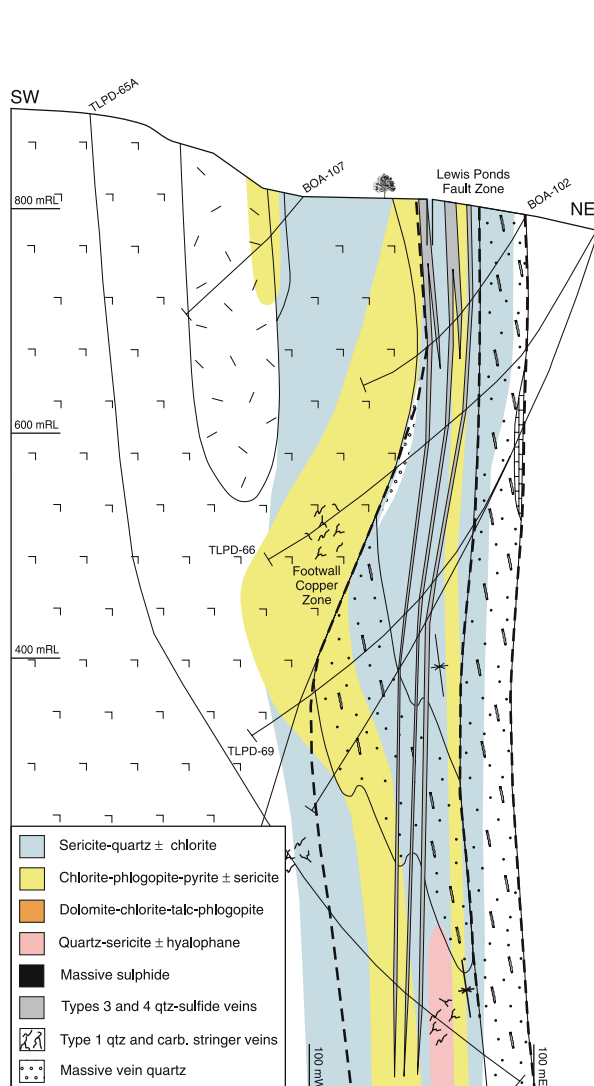 SW
TLPD-65A
BOA-107
Lewis Ponds
Fault Zone
BOA-102
NE
800 mRL
600 mRL
TLPD-66
Footwall
Copper
Zone
400 mRL
TLPD-69
Sericite-quartz ± chlorite
Chlorite-phlogopite-pyrite ± sericite
Dolomite-chlorite-talc-phlogopite
Quartz-sericite ± hyalophane
Massive sulphide
Types 3 and 4 qtz-sulfide veins
Type 1 qtz and carb. stringer veins
Massive vein quartz
100 mW
100 m